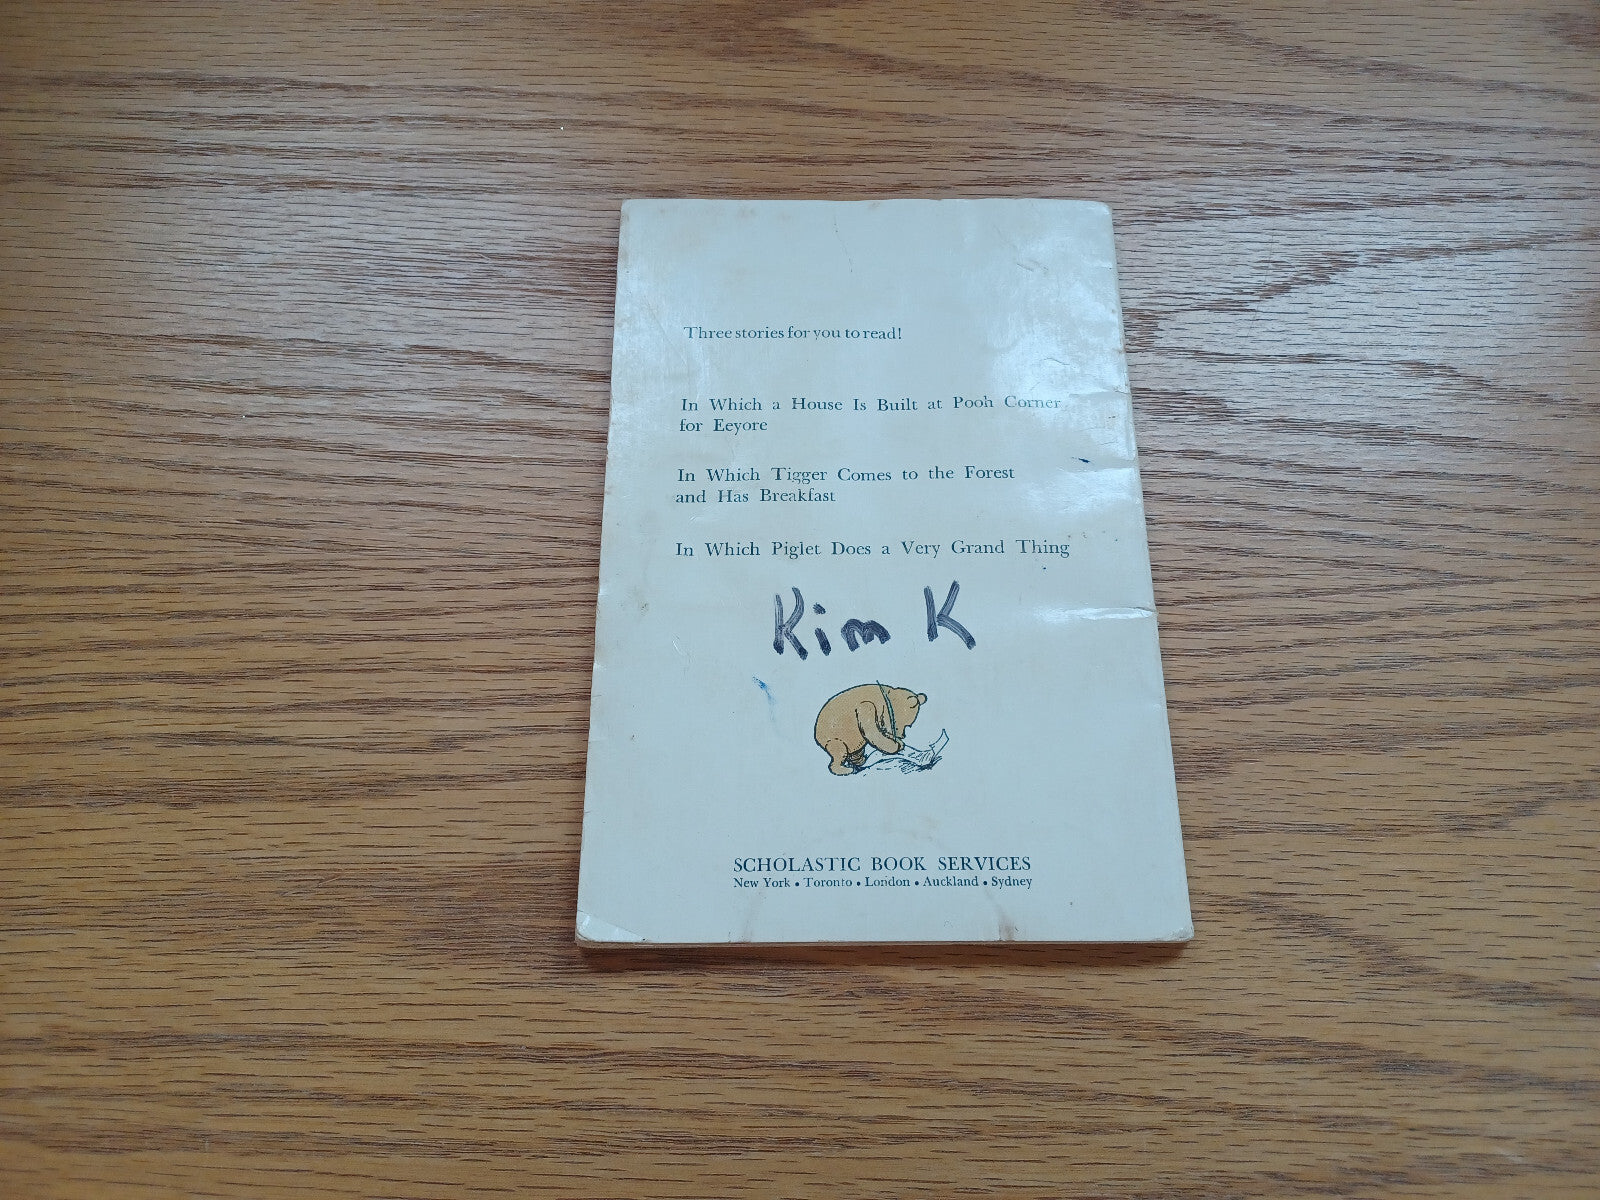 Three stories for you to read!
In Which a House Is Built at Pooh Corner
for Eeyore
In Which Tigger Comes to the Forest
and Has Breakfast
In Which Piglet Does a Very Grand Thing
Kim K
SCHOLASTIC BOOK SERVICES
New York • Toronto • London • Auckland • Sydney